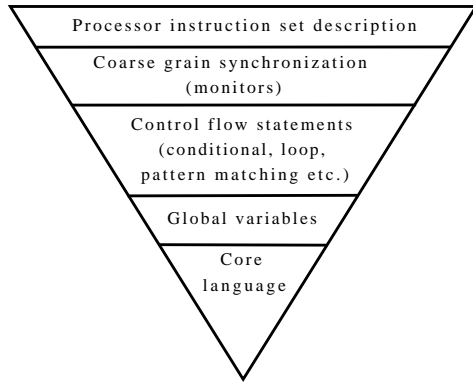 Processor instruction set description
Coarse grain synchronization
(monitors)
Control flow statements
(conditional, loop,
pattern matching etc.)
Global variables
Core
language